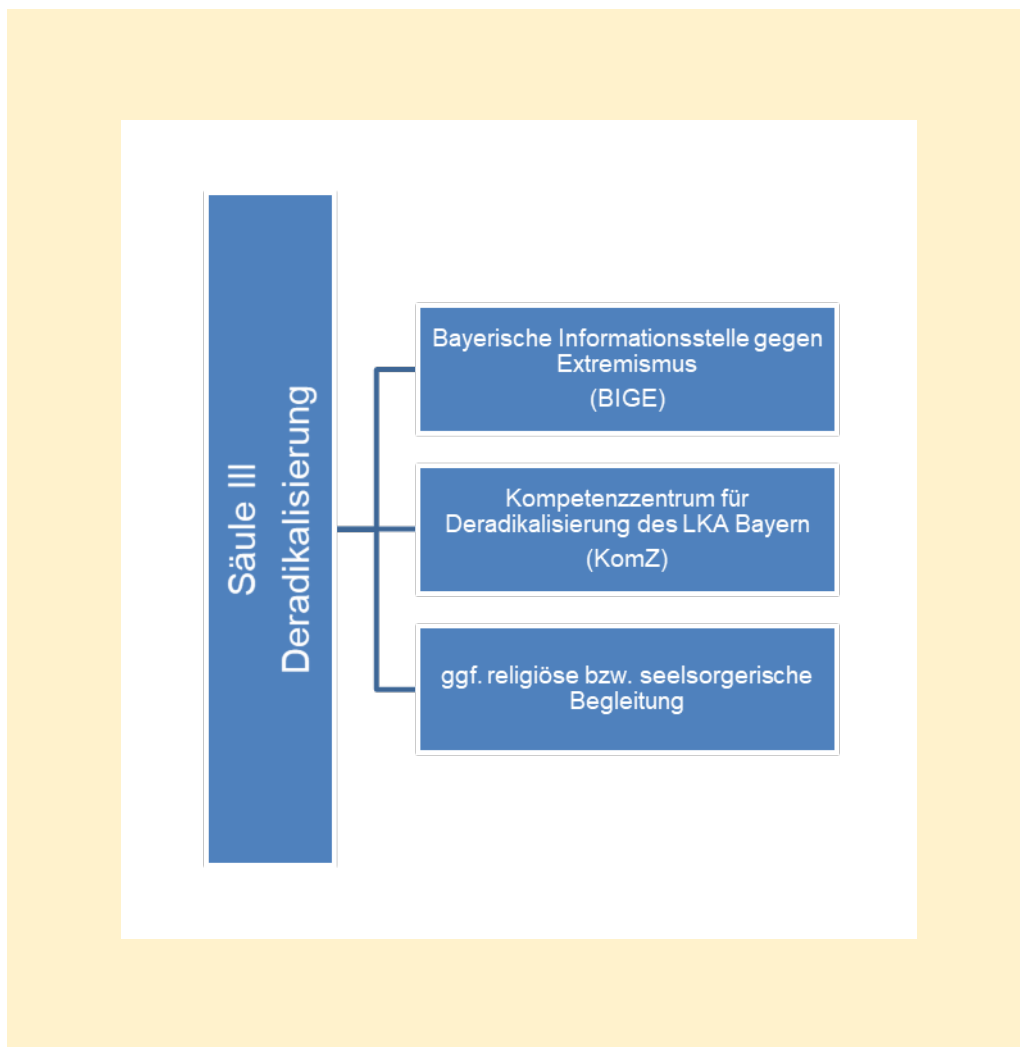 Säule III
Deradikalisierung
Bayerische Informationsstelle gegen
Extremismus
(BIGE)
Kompetenzzentrum für
Deradikalisierung des LKA Bayern
(KomZ)
ggf. religiöse bzw. seelsorgerische
Begleitung